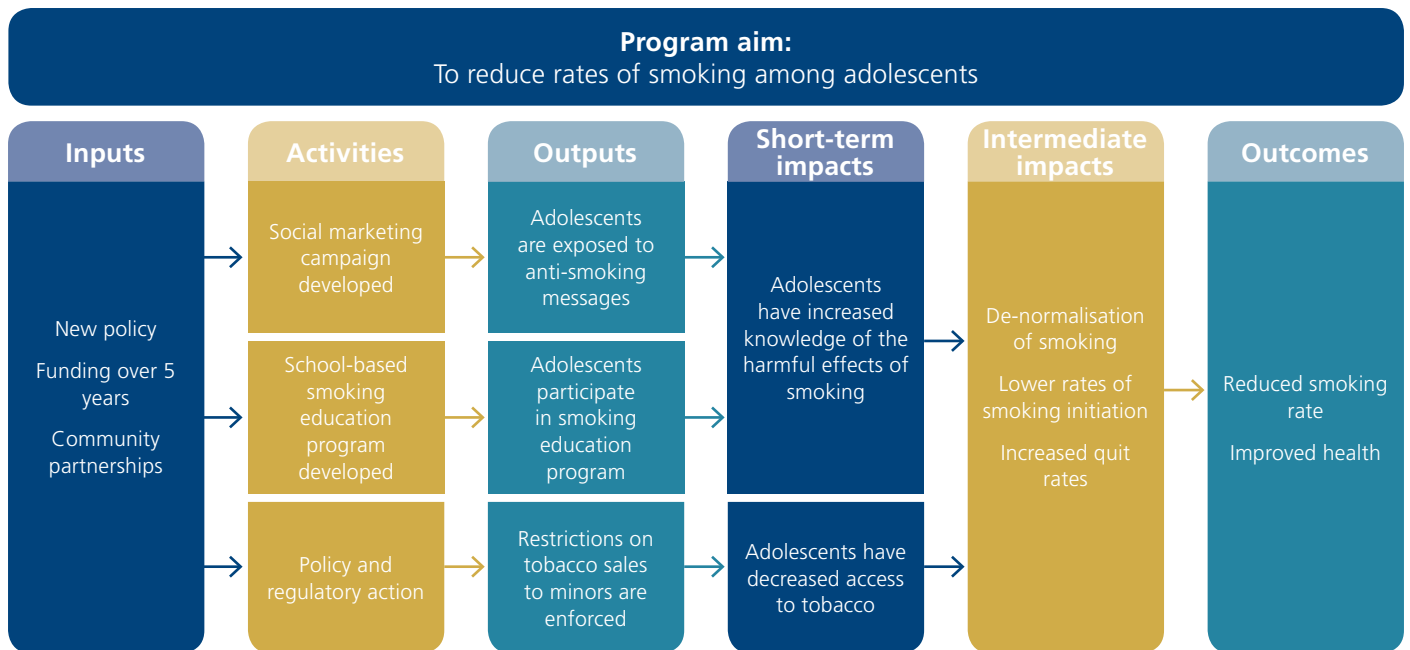 Program aim:
To reduce rates of smoking among adolescents
Inputs
New policy
Funding over 5
years
Community
partnerships
Activities
Social marketing
campaign
developed
School-based
smoking
education
program
developed
Policy and
regulatory action
Outputs
Adolescents
are exposed to
anti-smoking
messages
Adolescents
participate
in smoking
education
program
Restrictions on
tobacco sales
to minors are
enforced
Short-term
impacts
Adolescents
have increased
knowledge of the
harmful effects of
smoking
Adolescents have
decreased access
to tobacco
Intermediate
impacts
De-normalisation
of smoking
Lower rates of
smoking initiation
Increased quit
rates
Outcomes
Reduced smoking
rate
Improved health